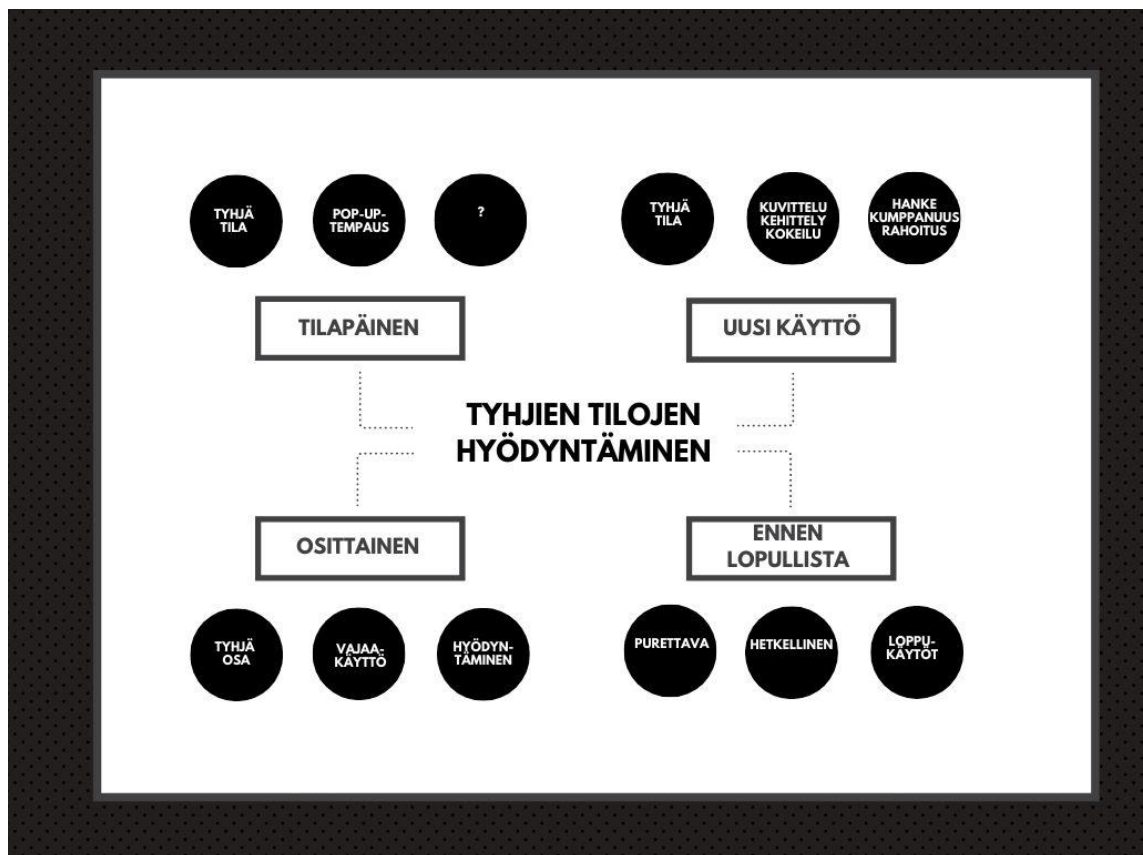 TYHJÄ
TILA
POP-UP-
TEMPAUS
?
TYHJÄ
TILA
KUVITTELU
KEHITTELY
KOKEILU
HANKE
KUMPPANUUS
RAHOITUS
TILAPÄINEN
UUSI KÄYTTÖ
TYHJIEN TILOJEN
HYÖDYNTÄMINEN
OSITTAINEN
ENNEN
LOPULLISTA
TYHJÄ
OSA
VAJAA-
KÄYTTÖ
HYÖDYN-
TÄMINEN
PURETTAVA
HETKELLINEN
LOPPU-
KÄYTÖT